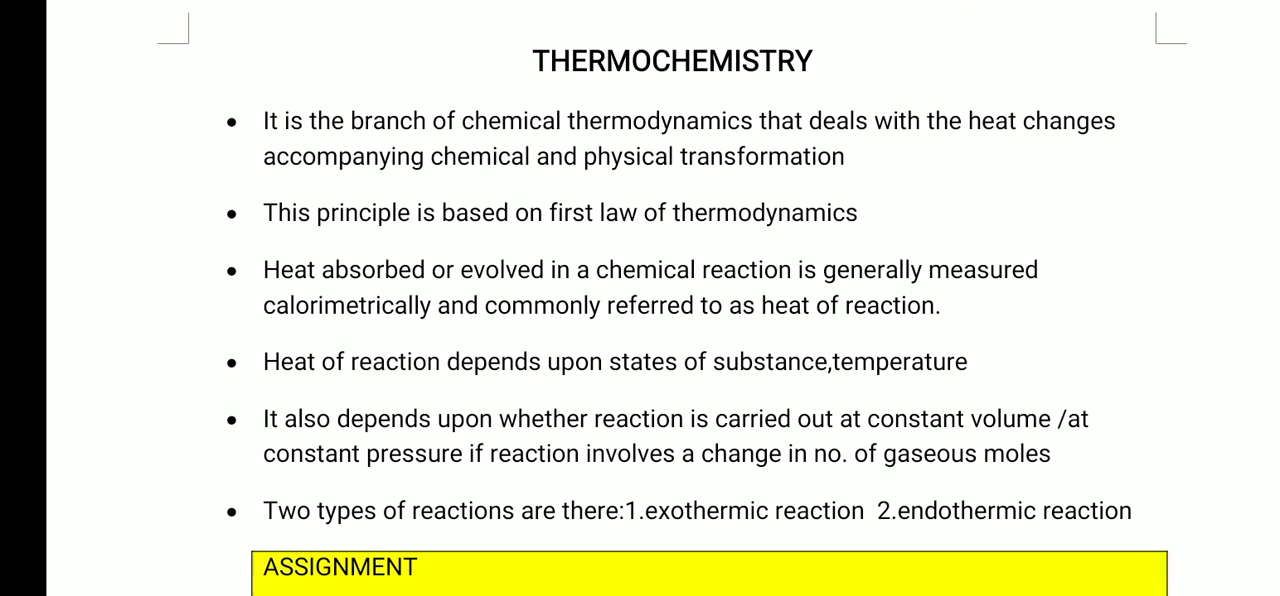 THERMOCHEMISTRY
• It is the branch of chemical thermodynamics that deals with the heat changes
accompanying chemical and physical transformation
• This principle is based on first law of thermodynamics
• Heat absorbed or evolved in a chemical reaction is generally measured
calorimetrically and commonly referred to as heat of reaction.
• Heat of reaction depends upon states of substance,temperature
• It also depends upon whether reaction is carried out at constant volume /at
constant pressure if reaction involves a change in no. of gaseous moles
• Two types of reactions are there:1.exothermic reaction  2.endothermic reaction
ASSIGNMENT